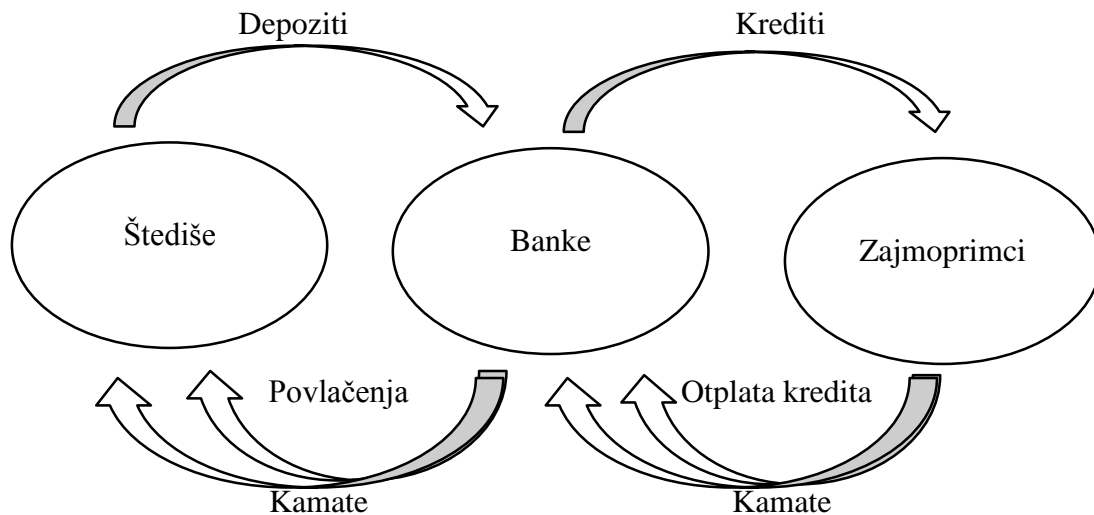 Depoziti
Krediti
Štediše
Banke
Zajmoprimci
Povlačenja
Otplata kredita
Kamate
Kamate